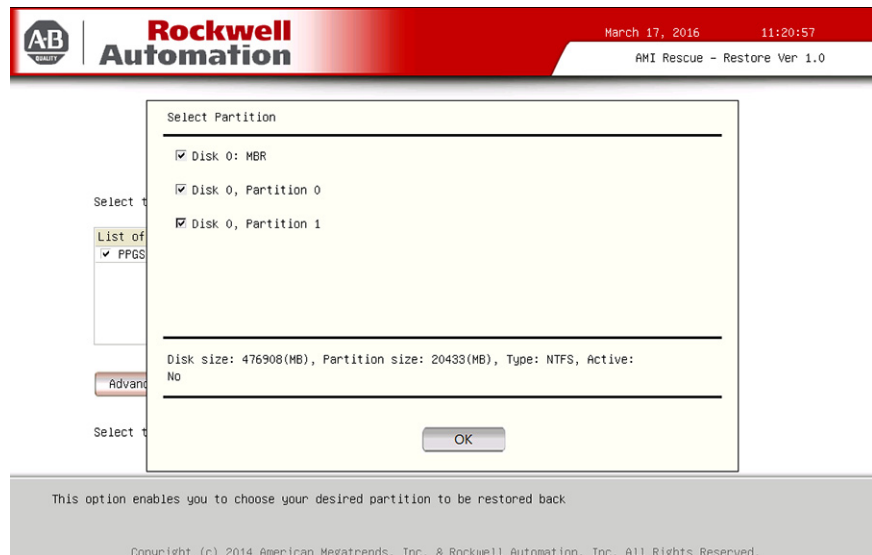 A-B
QUALITY
Rockwell
Automation
March 17, 2016 11:20:57
AMI Rescue - Restore Ver 1.0
Select Partition
Disk 0: MBR
Disk 0, Partition 0
Disk 0, Partition 1
Select t
List of
PPGS
Disk size: 476908(MB), Partition size: 20433(MB), Type: NTFS, Active:
No
Advanc
Select t
OK
This option enables you to choose your desired partition to be restored back
Copyright (c) 2014 American Megatrends, Inc. & Rockwell Automation, Inc. All Rights Reserved